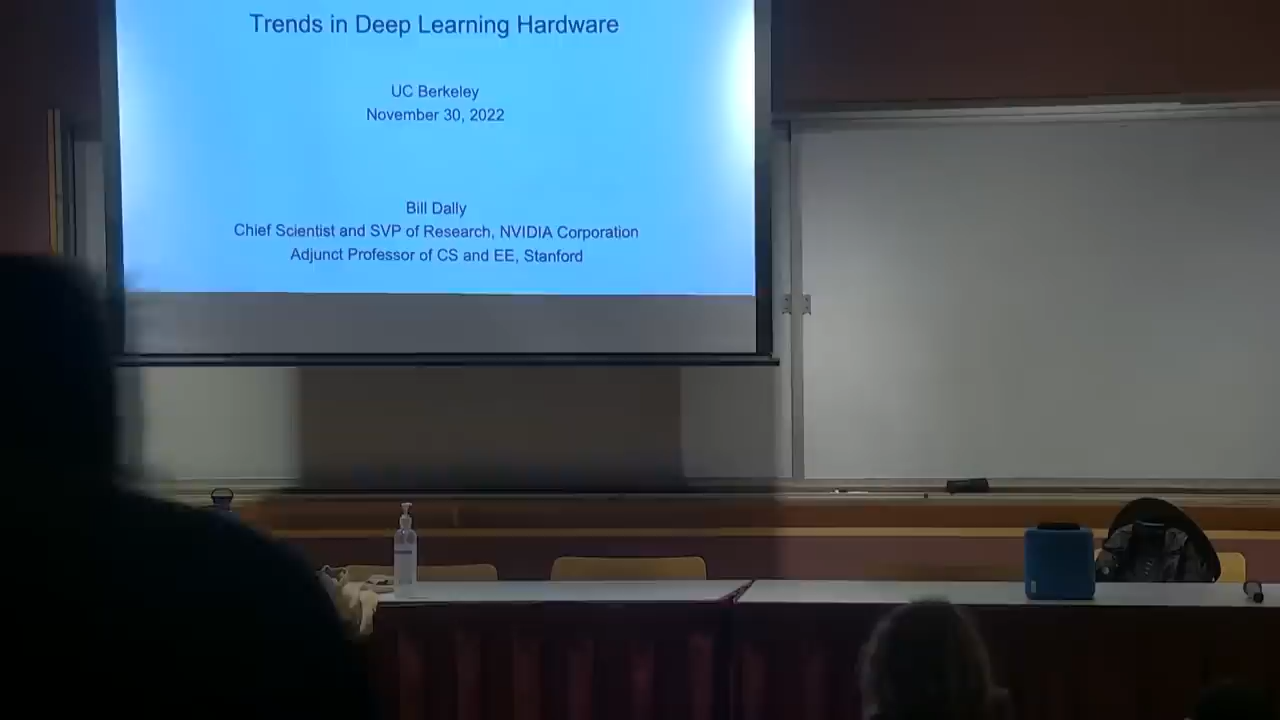 Trends in Deep Learning Hardware
UC Berkeley
November 30, 2022
Bill Dally
Chief Scientist and SVP of Research, NVIDIA Corporation
Adjunct Professor of CS and EE, Stanford